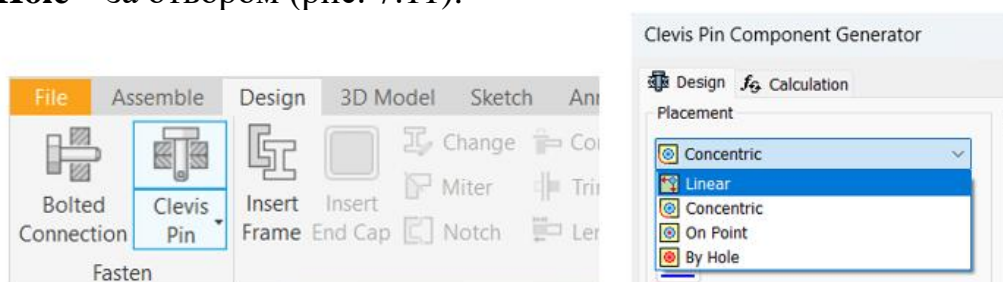 за отвором (рис. 7.11).
Clevis Pin Component Generator
File Assemble Design 3D Model Sketch
Design fG Calculation
Placement
Concentric
Linear
Concentric
On Point
By Hole
Change
Miter
Notch
Bolted Connection
Clevis Pin
Insert Frame
Insert End Cap
Fasten